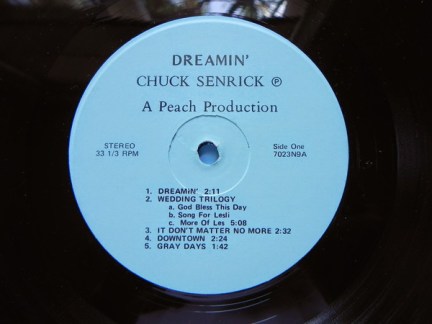 DREAMIN'
CHUCK SENRICK ℗
A Peach Production
STEREO
33 1/3 RPM
Side One
7023N9A
1. DREAMIN' 2:11
2. WEDDING TRILOGY
a. God Bless This Day
b. Song For Lesli
c. More Of Les 5:08
3. IT DON'T MATTER NO MORE 2:32
4. DOWNTOWN 2:24
5. GRAY DAYS 1:42